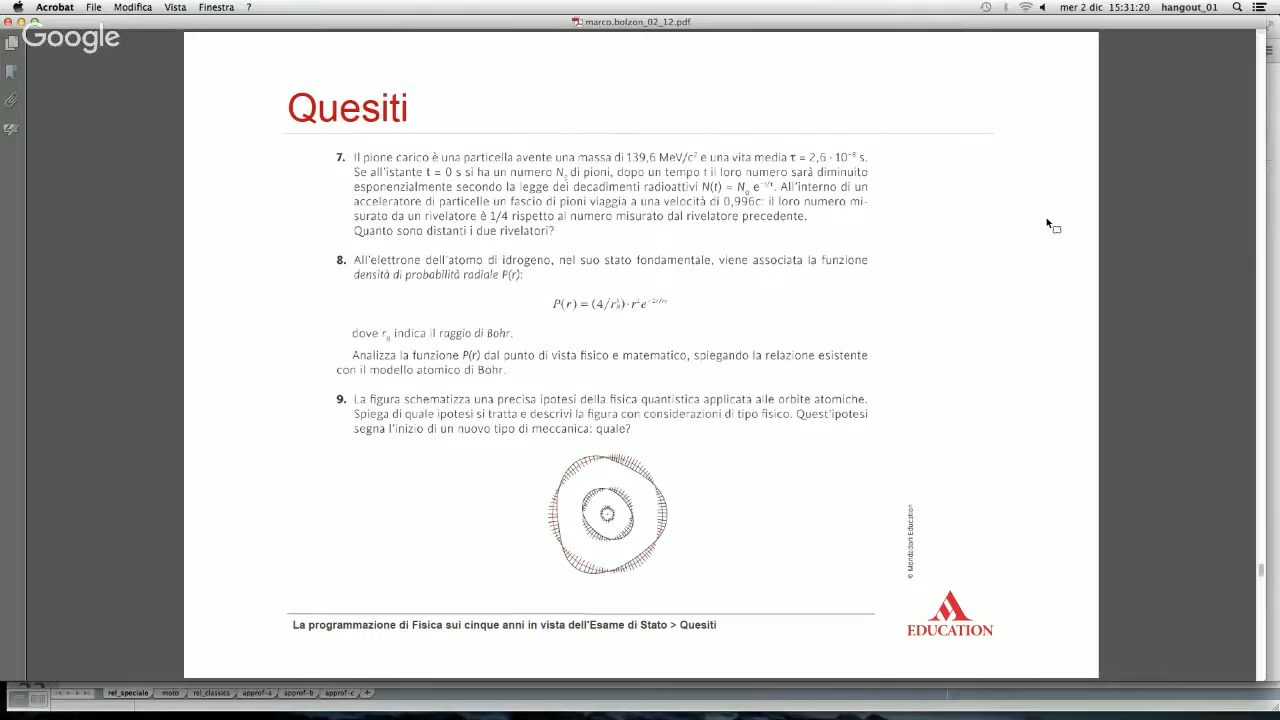 Acrobat File Modifica Vista Finestra ? mer 2 dic 15:31:20 hangout_01
marco.bolzon_02_12.pdf
Google
Quesiti
7. Il pione carico è una particella avente una massa di 139,6 MeV/c² e una vita media τ = 2,6 · 10⁻⁸ s.
Se all'istante t = 0 s si ha un numero N₀ di pioni, dopo un tempo t il loro numero sarà diminuito
esponenzialmente secondo la legge dei decadimenti radioattivi N(t) = N₀ e⁻ᵗ/τ. All'interno di un
acceleratore di particelle un fascio di pioni viaggia a una velocità di 0,996c: il loro numero mi-
surato da un rivelatore è 1/4 rispetto al numero misurato dal rivelatore precedente.
Quanto sono distanti i due rivelatori?
8. All'elettrone dell'atomo di idrogeno, nel suo stato fondamentale, viene associata la funzione
densità di probabilità radiale P(r):
P(r) = (4/r_B³) · r² e^(-2r/r_B)
dove r_B indica il raggio di Bohr.
Analizza la funzione P(r) dal punto di vista fisico e matematico, spiegando la relazione esistente
con il modello atomico di Bohr.
9. La figura schematizza una precisa ipotesi della fisica quantistica applicata alle orbite atomiche.
Spiega di quale ipotesi si tratta e descrivi la figura con considerazioni di tipo fisico. Quest'ipotesi
segna l'inizio di un nuovo tipo di meccanica: quale?
© Mondadori Education
EDUCATION
La programmazione di Fisica sui cinque anni in vista dell'Esame di Stato > Quesiti
rel_speciale moto rel_classica approf-a approf-b approf-c +